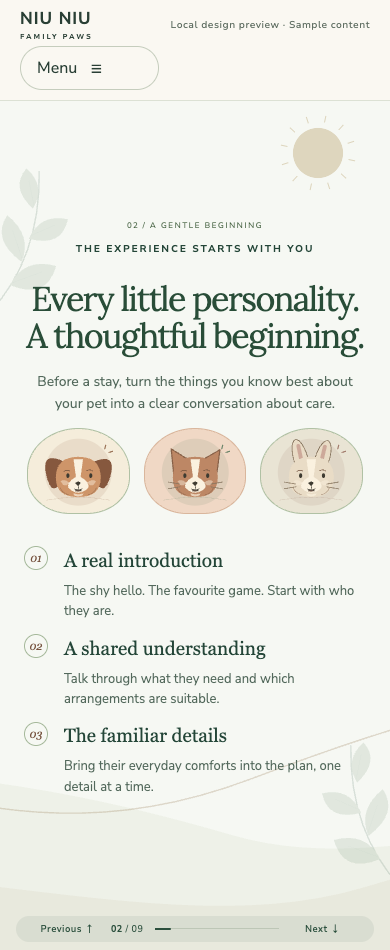 NIU NIU
FAMILY PAWS
Local design preview · Sample content
Menu ≡
02 / A GENTLE BEGINNING
THE EXPERIENCE STARTS WITH YOU
Every little personality.
A thoughtful beginning.
Before a stay, turn the things you know best about
your pet into a clear conversation about care.
01 A real introduction
The shy hello. The favourite game. Start with who
they are.
02 A shared understanding
Talk through what they need and which
arrangements are suitable.
03 The familiar details
Bring their everyday comforts into the plan, one
detail at a time.
Previous ↑ 02 / 09 Next ↓